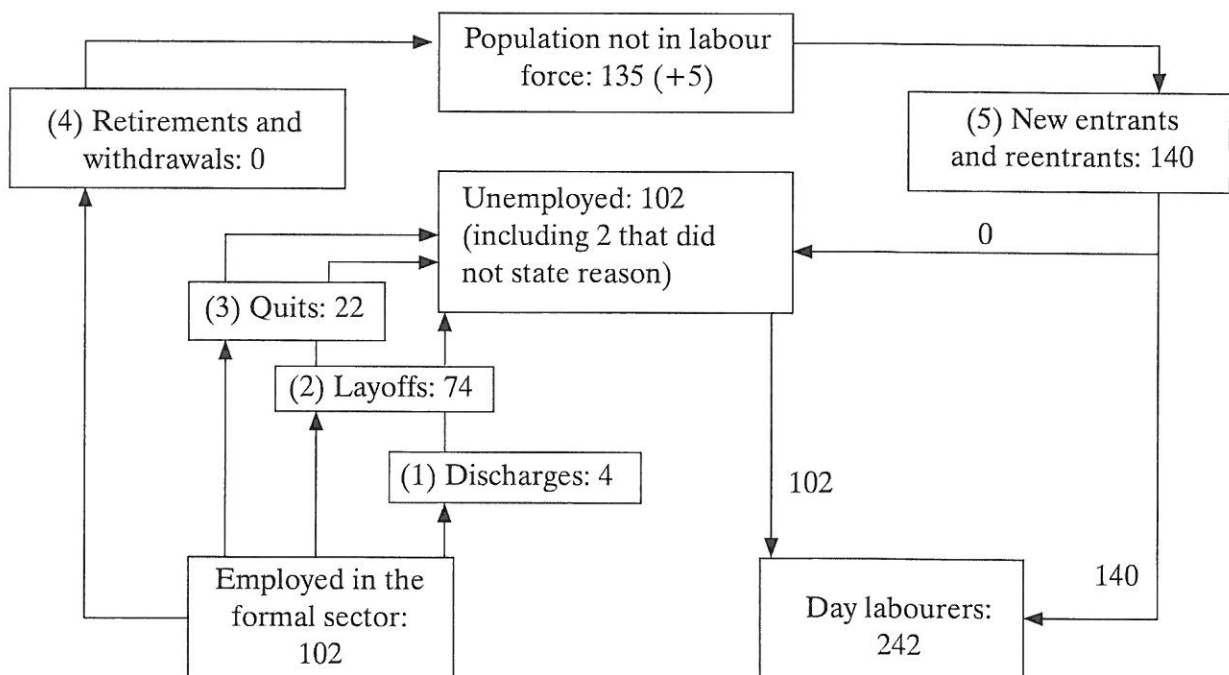 Population not in labour
force: 135 (+5)
(4) Retirements and
withdrawals: 0
(5) New entrants
and reentrants: 140
Unemployed: 102
(including 2 that did
not state reason)
0
(3) Quits: 22
(2) Layoffs: 74
(1) Discharges: 4
102
Employed in the
formal sector:
102
140
Day labourers:
242